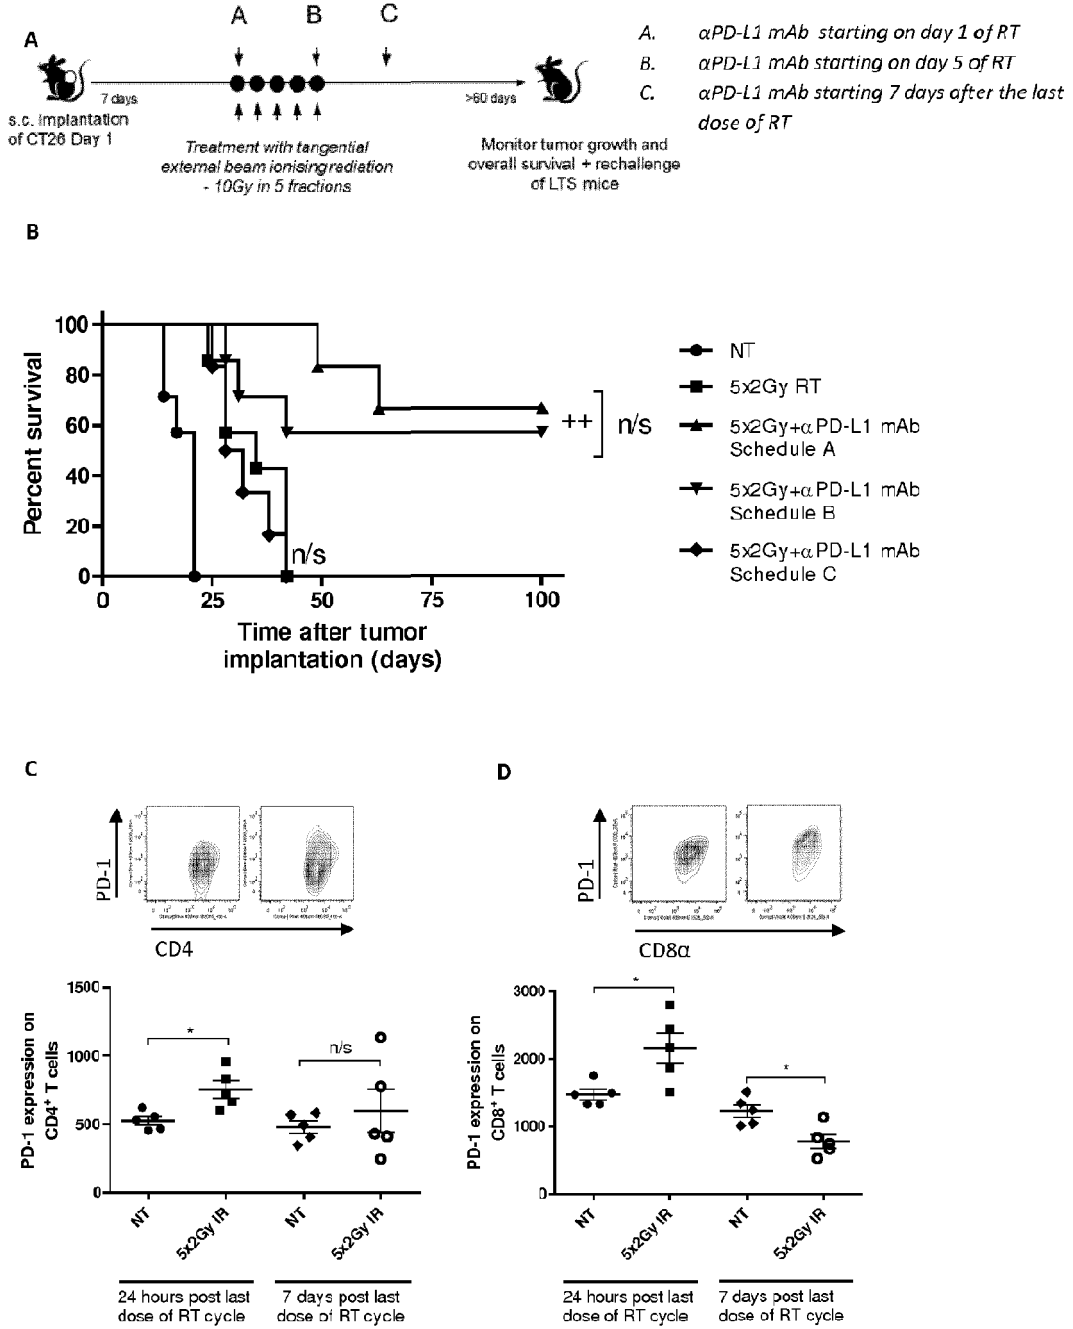 A
A B C
7 days
>60 days
s.c. implantation
of CT26 Day 1
Treatment with tangential
external beam ionising radiation
- 10Gy in 5 fractions
Monitor tumor growth and
overall survival + rechallenge
of LTS mice
A. αPD-L1 mAb starting on day 1 of RT
B. αPD-L1 mAb starting on day 5 of RT
C. αPD-L1 mAb starting 7 days after the last
dose of RT
B
Percent survival
100
80
60
40
20
0
0 25 50 75 100
Time after tumor
implantation (days)
n/s
++
n/s
NT
5x2Gy RT
5x2Gy+αPD-L1 mAb
Schedule A
5x2Gy+αPD-L1 mAb
Schedule B
5x2Gy+αPD-L1 mAb
Schedule C
C
PD-1
CD4
PD-1 expression on
CD4+ T cells
1500
1000
500
0
*
n/s
NT
5x2Gy IR
NT
5x2Gy IR
24 hours post last
dose of RT cycle
7 days post last
dose of RT cycle
D
PD-1
CD8α
PD-1 expression on
CD8+ T cells
3000
2000
1000
0
*
*
NT
5x2Gy IR
NT
5x2Gy IR
24 hours post last
dose of RT cycle
7 days post last
dose of RT cycle